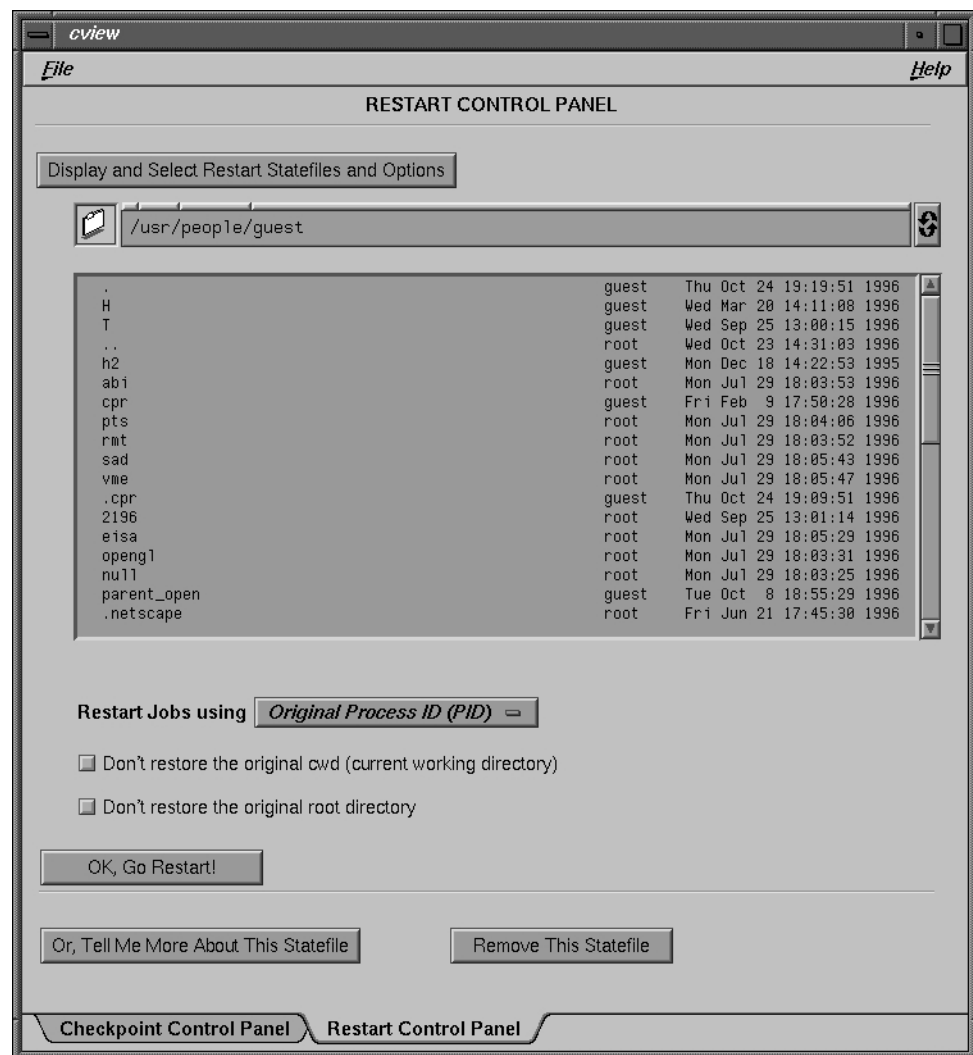 cview
File Help
RESTART CONTROL PANEL
Display and Select Restart Statefiles and Options
/usr/people/guest
. guest Thu Oct 24 19:19:51 1996
H guest Wed Mar 20 14:11:08 1996
T guest Wed Sep 25 13:00:15 1996
.. root Wed Oct 23 14:31:03 1996
h2 guest Mon Dec 18 14:22:53 1995
abi root Mon Jul 29 18:03:53 1996
cpr guest Fri Feb 9 17:50:28 1996
pts root Mon Jul 29 18:04:06 1996
rmt root Mon Jul 29 18:03:52 1996
sad root Mon Jul 29 18:05:43 1996
vme root Mon Jul 29 18:05:47 1996
.cpr guest Thu Oct 24 19:09:51 1996
2196 root Wed Sep 25 13:01:14 1996
eisa root Mon Jul 29 18:05:29 1996
opengl root Mon Jul 29 18:03:31 1996
null root Mon Jul 29 18:03:25 1996
parent_open guest Tue Oct 8 18:55:29 1996
.netscape root Fri Jun 21 17:45:30 1996
Restart Jobs using Original Process ID (PID)
Don't restore the original cwd (current working directory)
Don't restore the original root directory
OK, Go Restart!
Or, Tell Me More About This Statefile Remove This Statefile
Checkpoint Control Panel Restart Control Panel